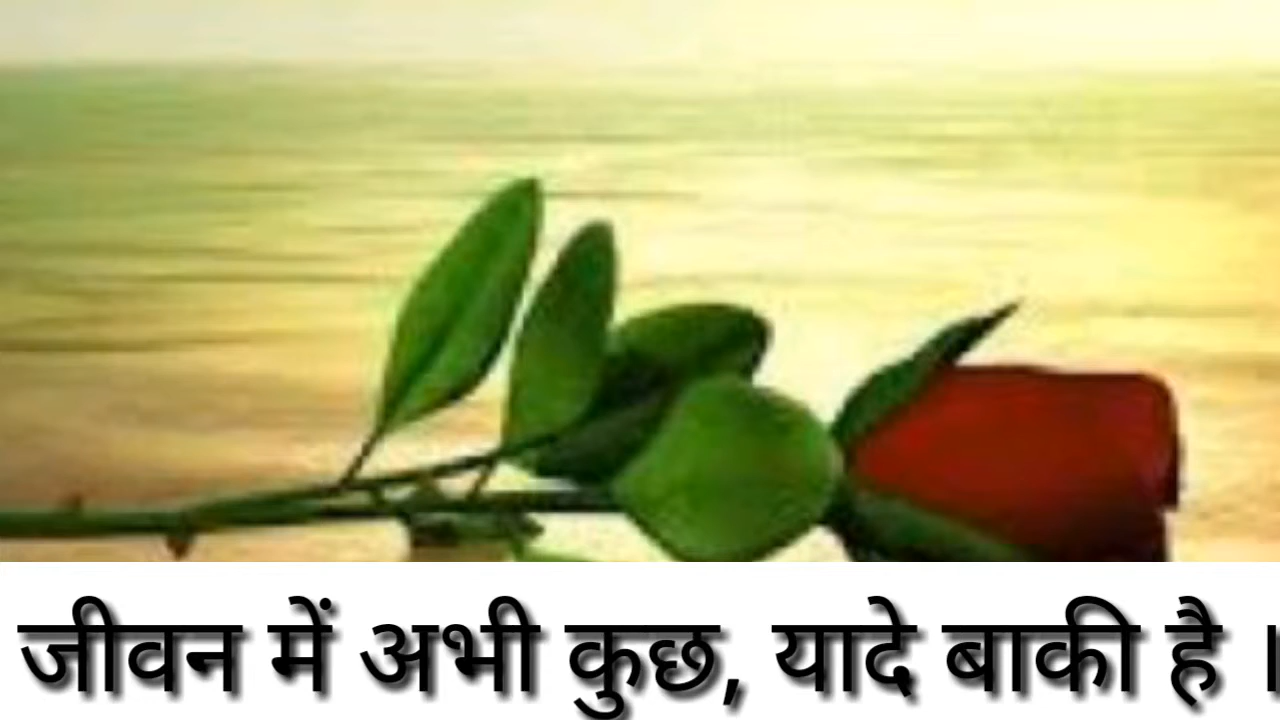 जीवन में अभी कुछ, यादे बाकी है ।